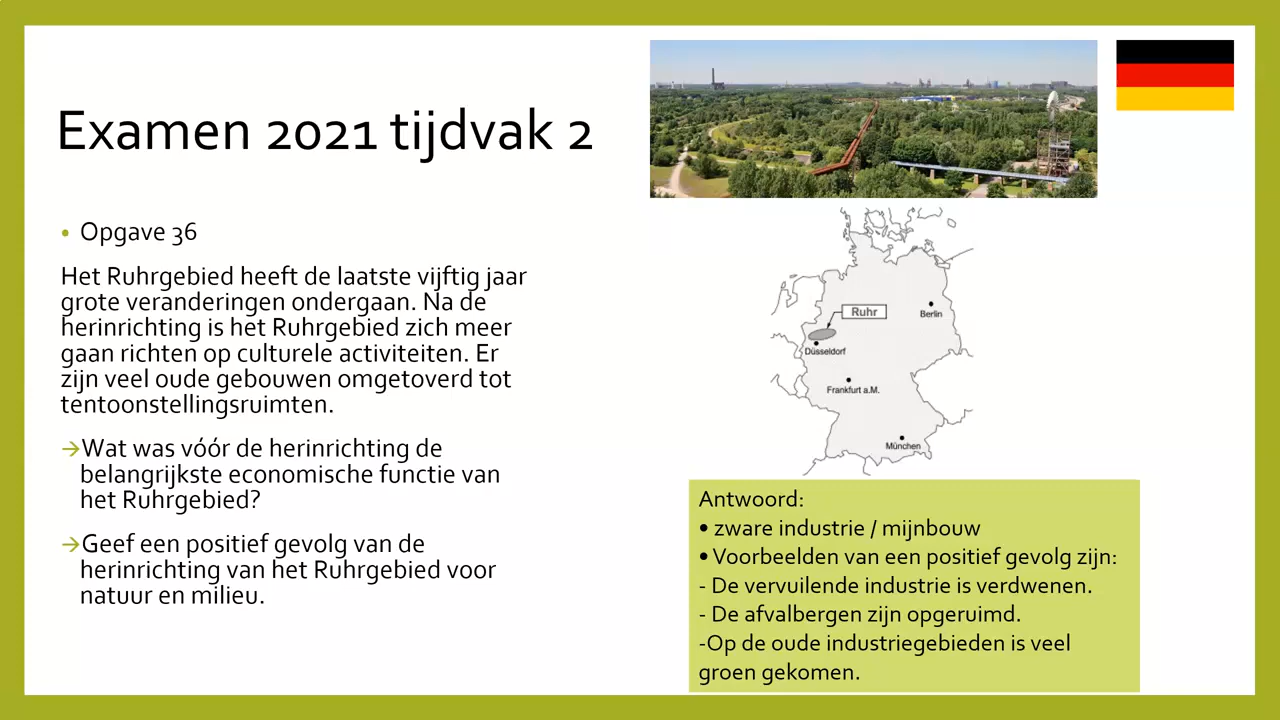 Examen 2021 tijdvak 2
• Opgave 36
Het Ruhrgebied heeft de laatste vijftig jaar
grote veranderingen ondergaan. Na de
herinrichting is het Ruhrgebied zich meer
gaan richten op culturele activiteiten. Er
zijn veel oude gebouwen omgetoverd tot
tentoonstellingsruimten.
→Wat was vóór de herinrichting de
belangrijkste economische functie van
het Ruhrgebied?
→Geef een positief gevolg van de
herinrichting van het Ruhrgebied voor
natuur en milieu.
Ruhr
Berlin
Düsseldorf
Frankfurt a.M.
München
Antwoord:
• zware industrie / mijnbouw
• Voorbeelden van een positief gevolg zijn:
- De vervuilende industrie is verdwenen.
- De afvalbergen zijn opgeruimd.
-Op de oude industriegebieden is veel
groen gekomen.